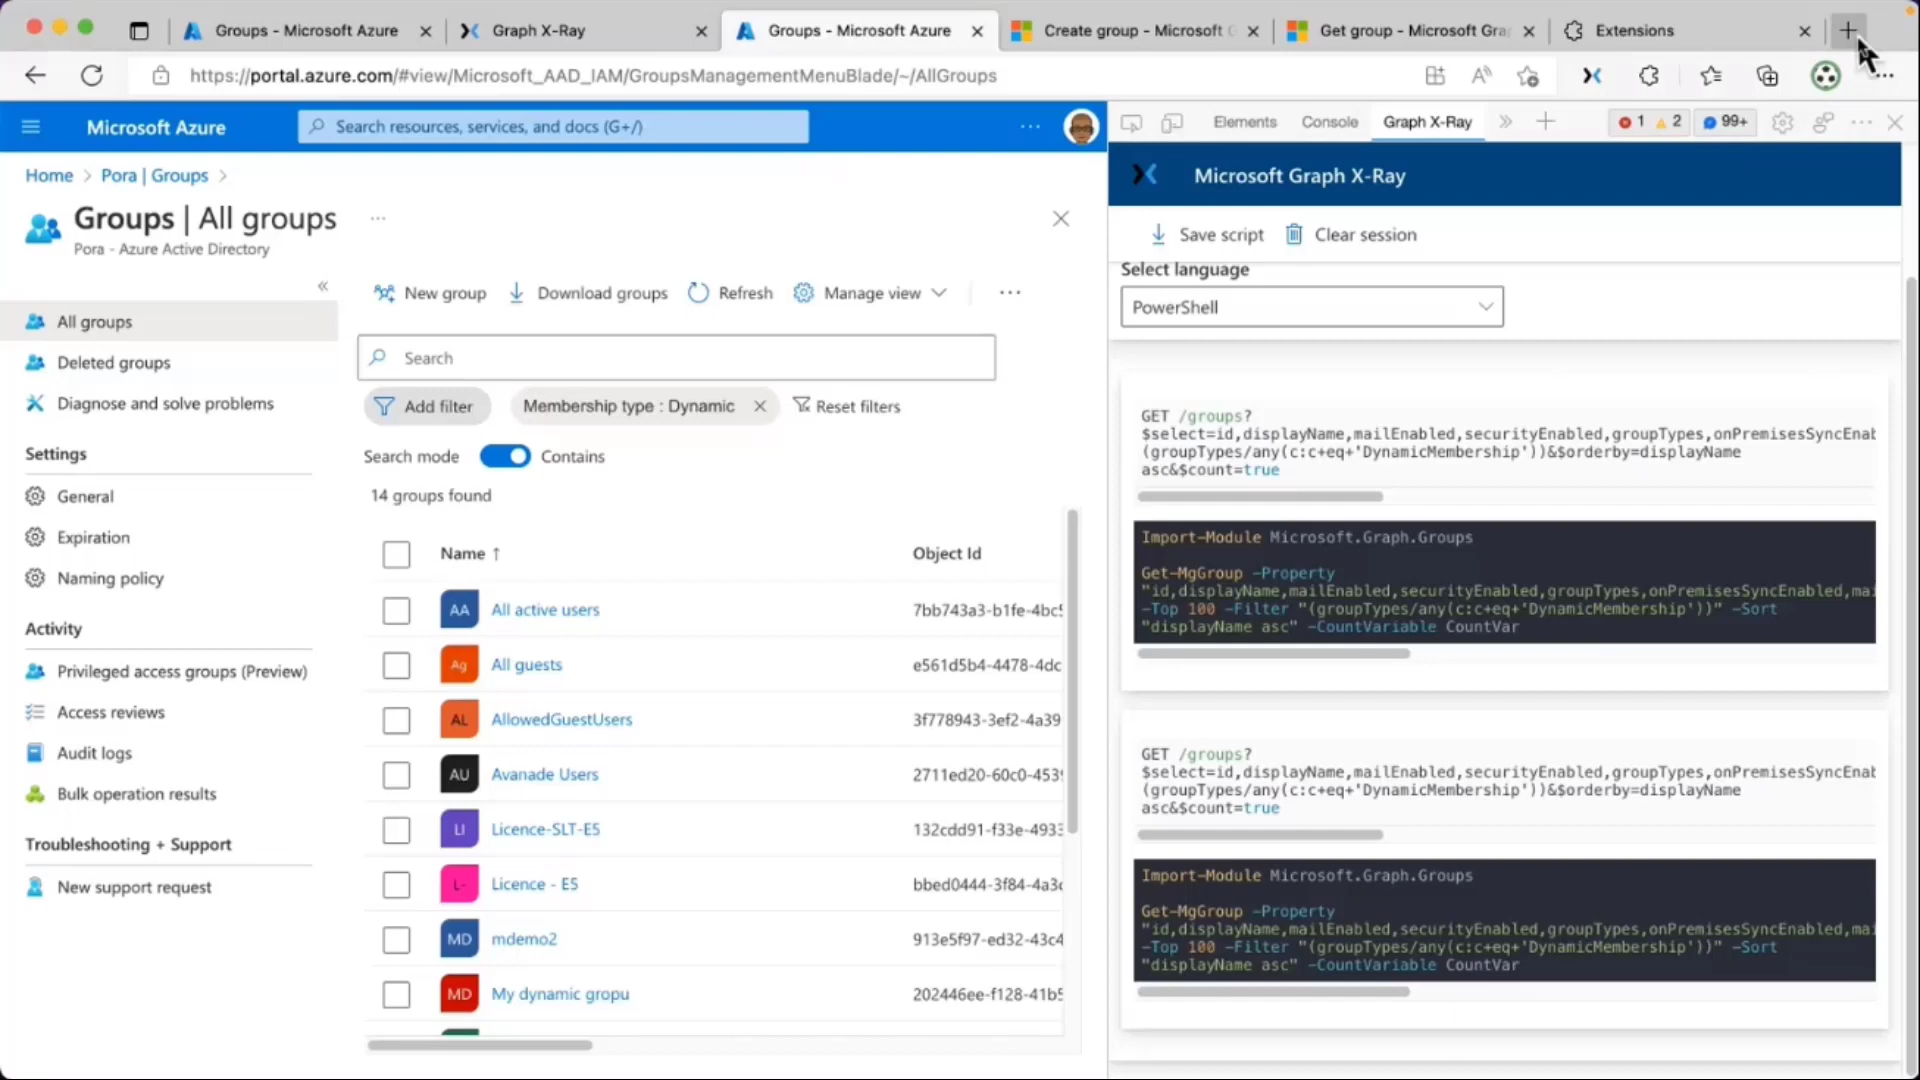 Groups - Microsoft Azure
Graph X-Ray
Groups - Microsoft Azure
Create group - Microsoft G
Get group - Microsoft Gra
Extensions
https://portal.azure.com/#view/Microsoft_AAD_IAM/GroupsManagementMenuBlade/~/AllGroups
Microsoft Azure
Search resources, services, and docs (G+/)
Home > Pora | Groups >
Groups | All groups
Pora - Azure Active Directory
All groups
Deleted groups
Diagnose and solve problems
Settings
General
Expiration
Naming policy
Activity
Privileged access groups (Preview)
Access reviews
Audit logs
Bulk operation results
Troubleshooting + Support
New support request
New group
Download groups
Refresh
Manage view
Search
Add filter
Membership type : Dynamic
Reset filters
Search mode
Contains
14 groups found
Name ↑
Object Id
AA All active users 7bb743a3-b1fe-4bc5
Ag All guests e561d5b4-4478-4dc
AL AllowedGuestUsers 3f778943-3ef2-4a39
AU Avanade Users 2711ed20-60c0-4539
LI Licence-SLT-E5 132cdd91-f33e-4933
L- Licence - E5 bbed0444-3f84-4a3c
MD mdemo2 913e5f97-ed32-43c4
MD My dynamic gropu 202446ee-f128-41b5
Elements
Console
Graph X-Ray
1
2
99+
Microsoft Graph X-Ray
Save script
Clear session
Select language
PowerShell
GET /groups?
$select=id,displayName,mailEnabled,securityEnabled,groupTypes,onPremisesSyncEnab
(groupTypes/any(c:c+eq+'DynamicMembership'))&$orderby=displayName
asc&$count=true
Import-Module Microsoft.Graph.Groups
Get-MgGroup -Property
"id,displayName,mailEnabled,securityEnabled,groupTypes,onPremisesSyncEnabled,mai
-Top 100 -Filter "(groupTypes/any(c:c+eq+'DynamicMembership'))" -Sort
"displayName asc" -CountVariable CountVar
GET /groups?
$select=id,displayName,mailEnabled,securityEnabled,groupTypes,onPremisesSyncEnab
(groupTypes/any(c:c+eq+'DynamicMembership'))&$orderby=displayName
asc&$count=true
Import-Module Microsoft.Graph.Groups
Get-MgGroup -Property
"id,displayName,mailEnabled,securityEnabled,groupTypes,onPremisesSyncEnabled,mai
-Top 100 -Filter "(groupTypes/any(c:c+eq+'DynamicMembership'))" -Sort
"displayName asc" -CountVariable CountVar